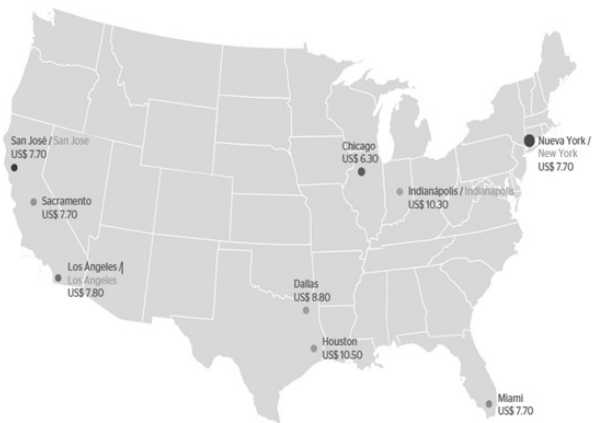 San José / San Jose
US$ 7.70
Sacramento
US$ 7.70
Los Ángeles /
Los Angeles
US$ 7.80
Chicago
US$ 6.30
Indianápolis / Indianapolis
US$ 10.30
Nueva York /
New York
US$ 7.70
Dallas
US$ 8.80
Houston
US$ 10.50
Miami
US$ 7.70